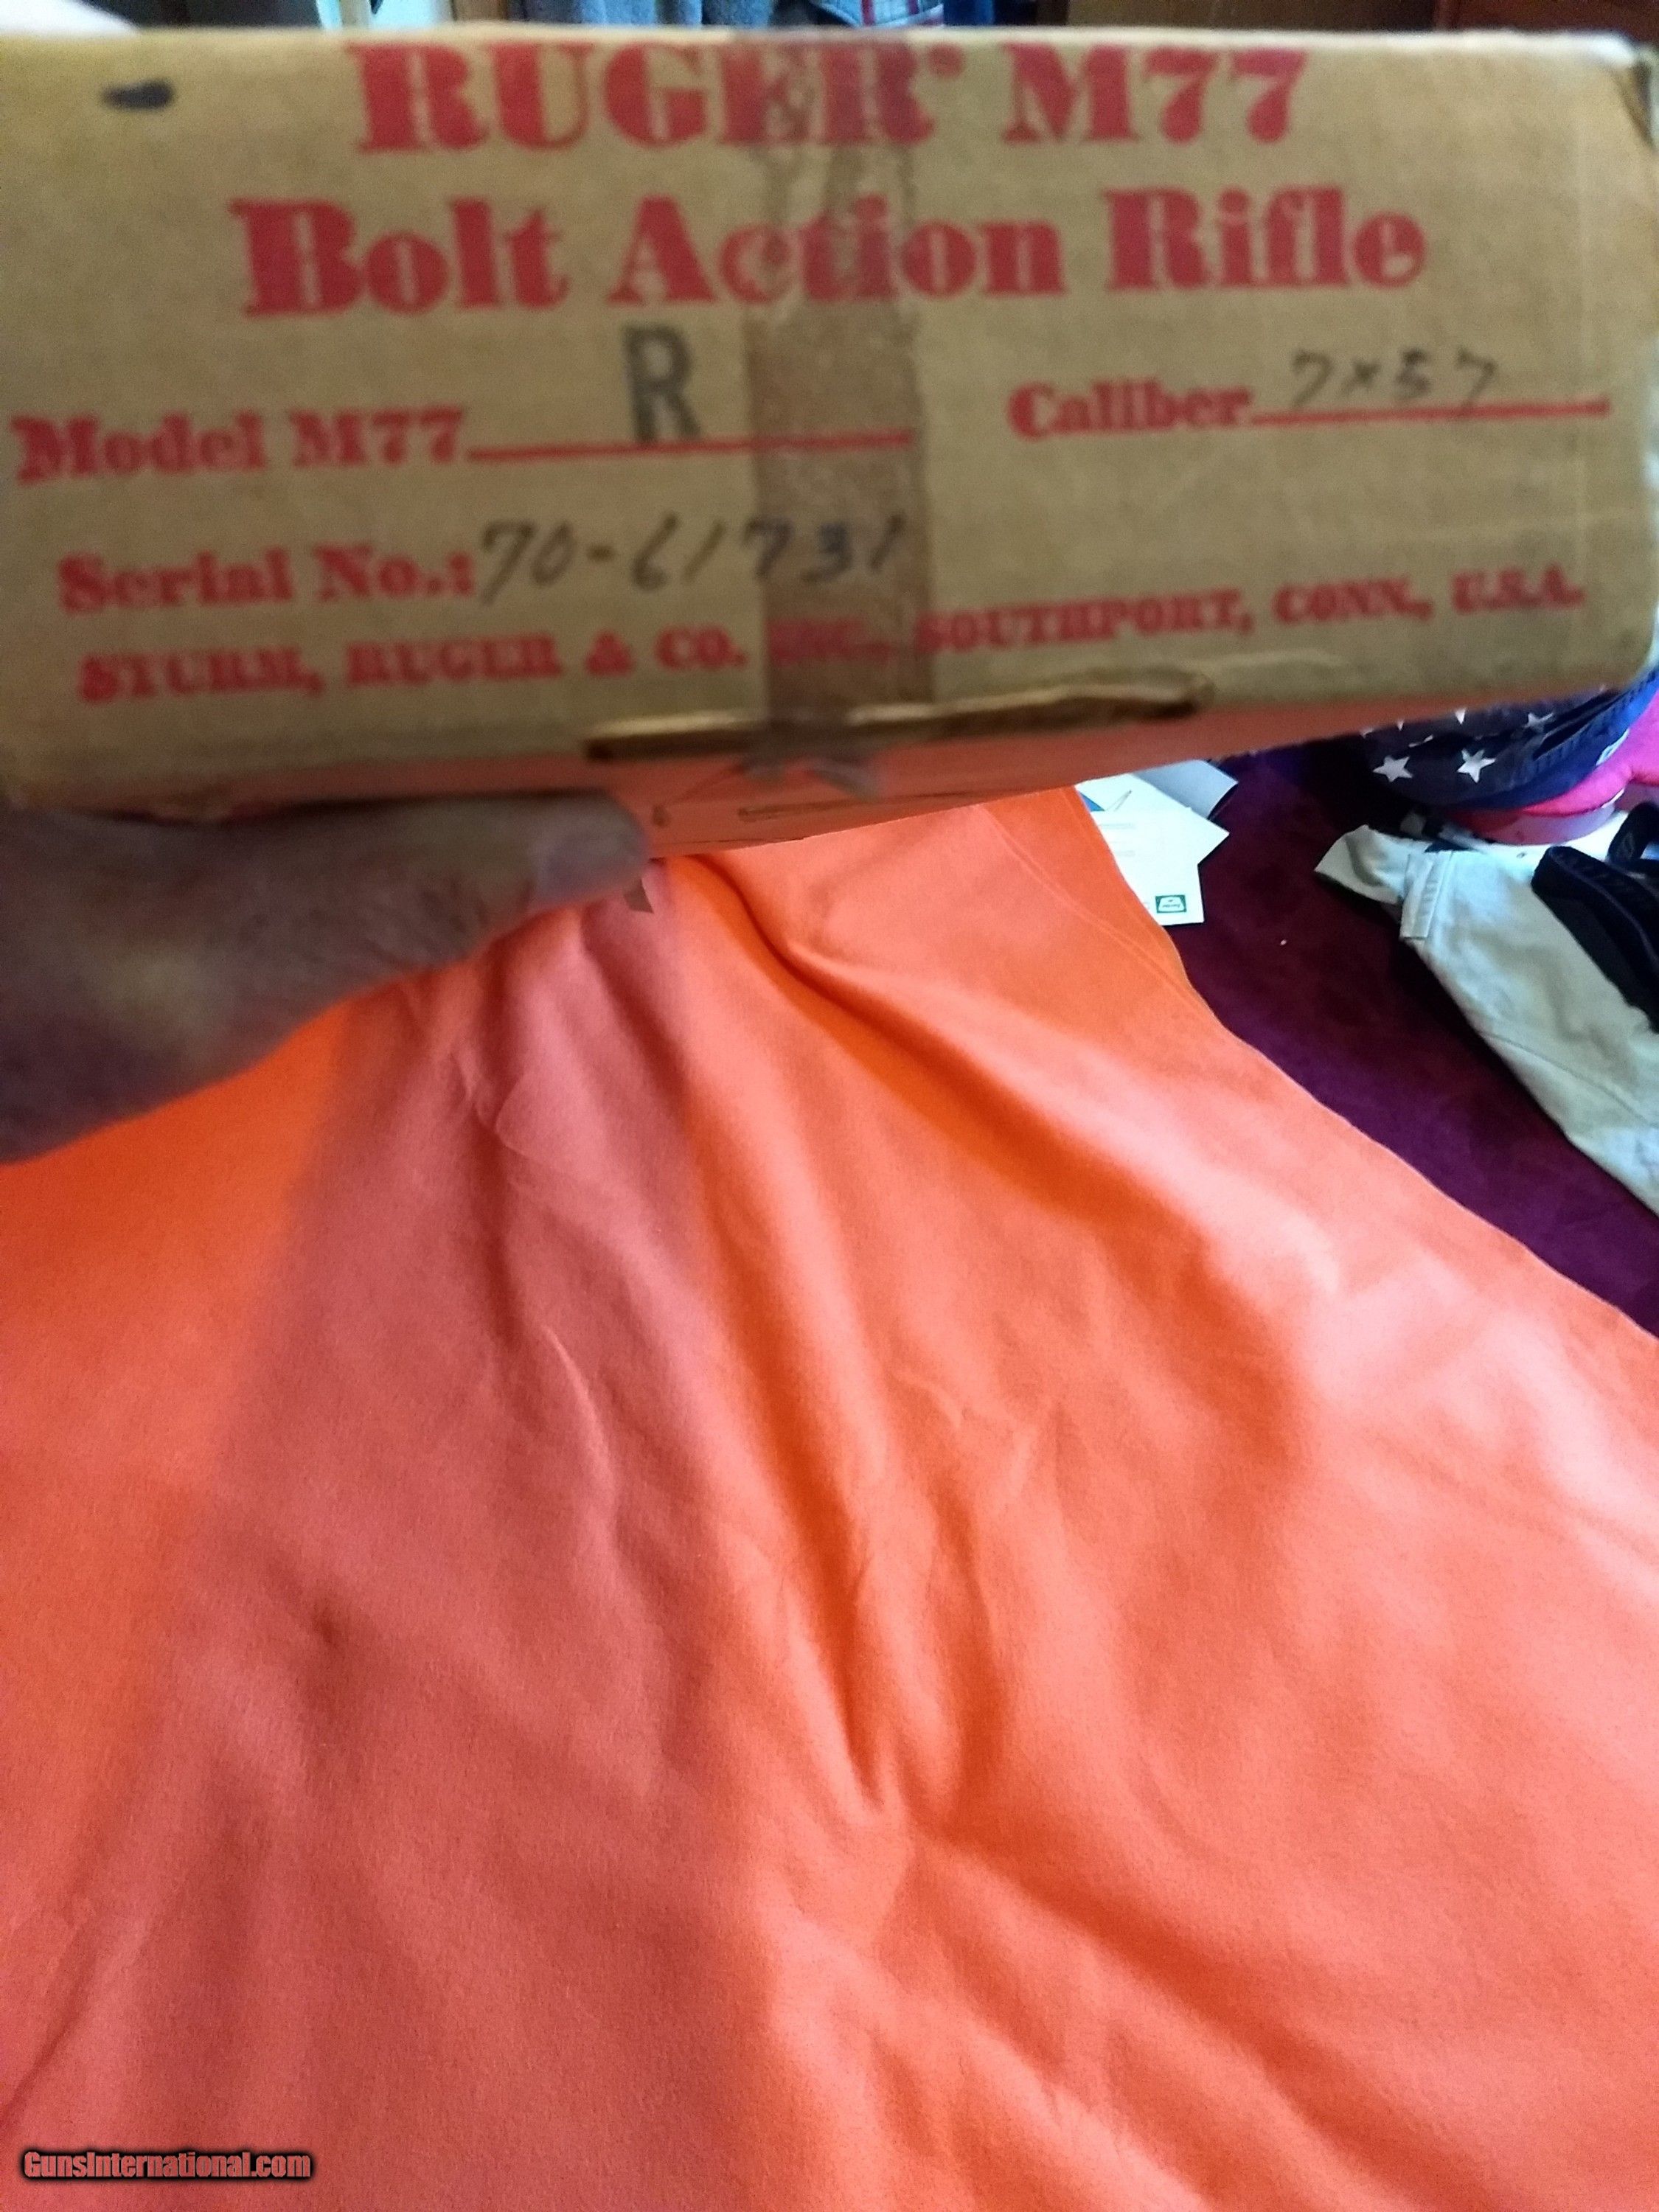 RUGER® M77
Bolt Action Rifle
Model M77 R Caliber 7x57
Serial No.: 70-61731
STURM, RUGER & CO. INC., SOUTHPORT, CONN., U.S.A.
GunsInternational.com